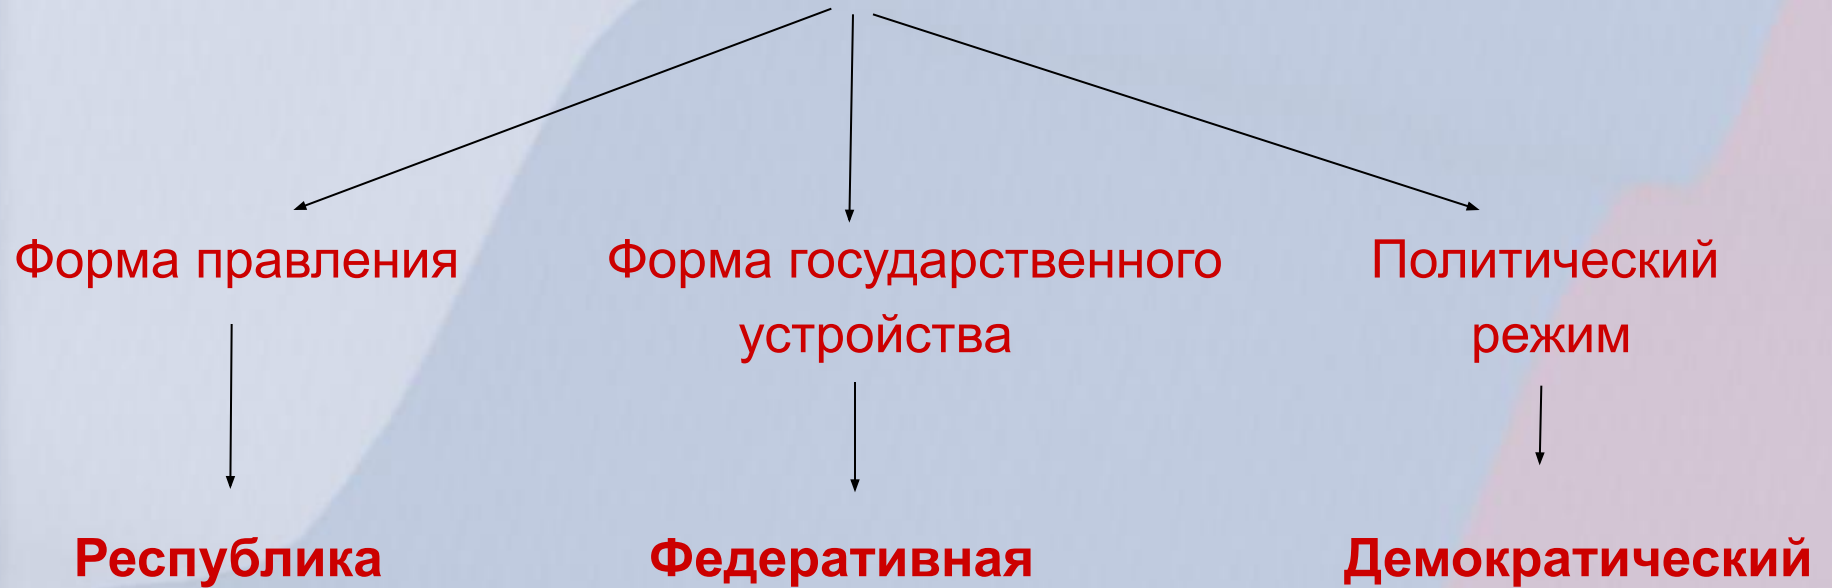 Форма правления
Форма государственного
устройства
Политический
режим
Республика
Федеративная
Демократический